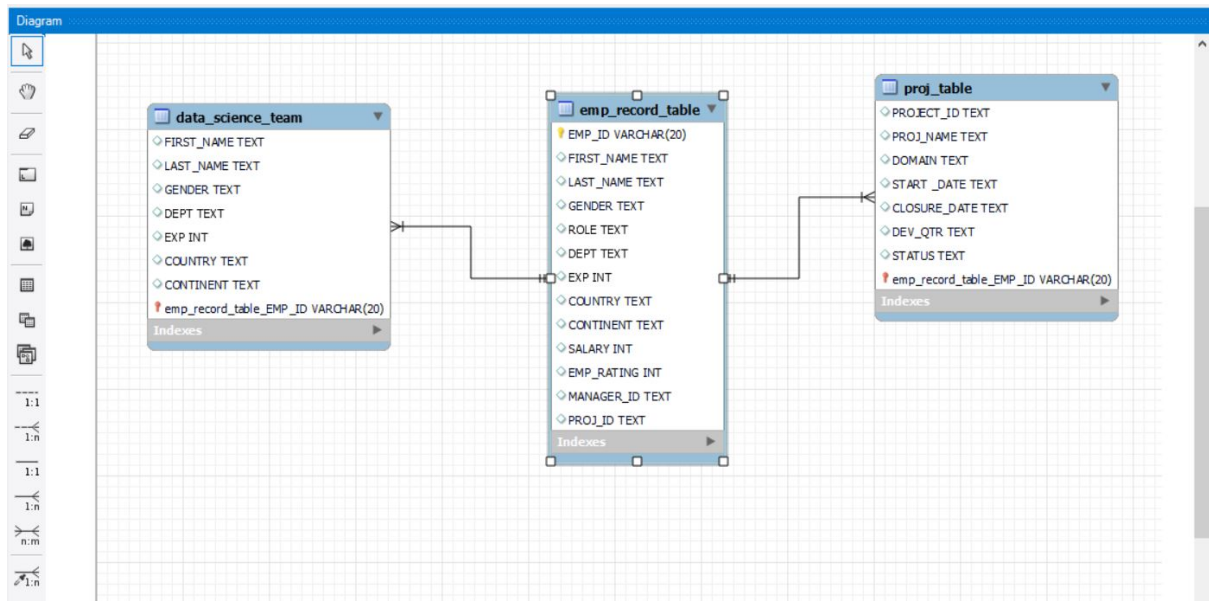 Diagram
data_science_team
FIRST_NAME TEXT
LAST_NAME TEXT
GENDER TEXT
DEPT TEXT
EXP INT
COUNTRY TEXT
CONTINENT TEXT
emp_record_table_EMP_ID VARCHAR(20)
Indexes
emp_record_table
EMP_ID VARCHAR(20)
FIRST_NAME TEXT
LAST_NAME TEXT
GENDER TEXT
ROLE TEXT
DEPT TEXT
EXP INT
COUNTRY TEXT
CONTINENT TEXT
SALARY INT
EMP_RATING INT
MANAGER_ID TEXT
PROJ_ID TEXT
Indexes
proj_table
PROJECT_ID TEXT
PROJ_NAME TEXT
DOMAIN TEXT
START _DATE TEXT
CLOSURE_DATE TEXT
DEV_QTR TEXT
STATUS TEXT
emp_record_table_EMP_ID VARCHAR(20)
Indexes
1:1
1:n
1:1
1:n
n:m
1:n